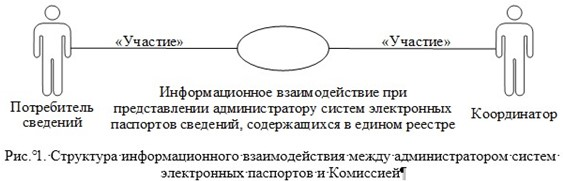 «Участие» «Участие»
Информационное взаимодействие при
представлении администратору систем электронных
паспортов сведений, содержащихся в едином реестре
Потребитель
сведений
Координатор
Рис.°1.·Структура·информационного·взаимодействия·между·администратором·систем·
электронных·паспортов·и·Комиссией¶